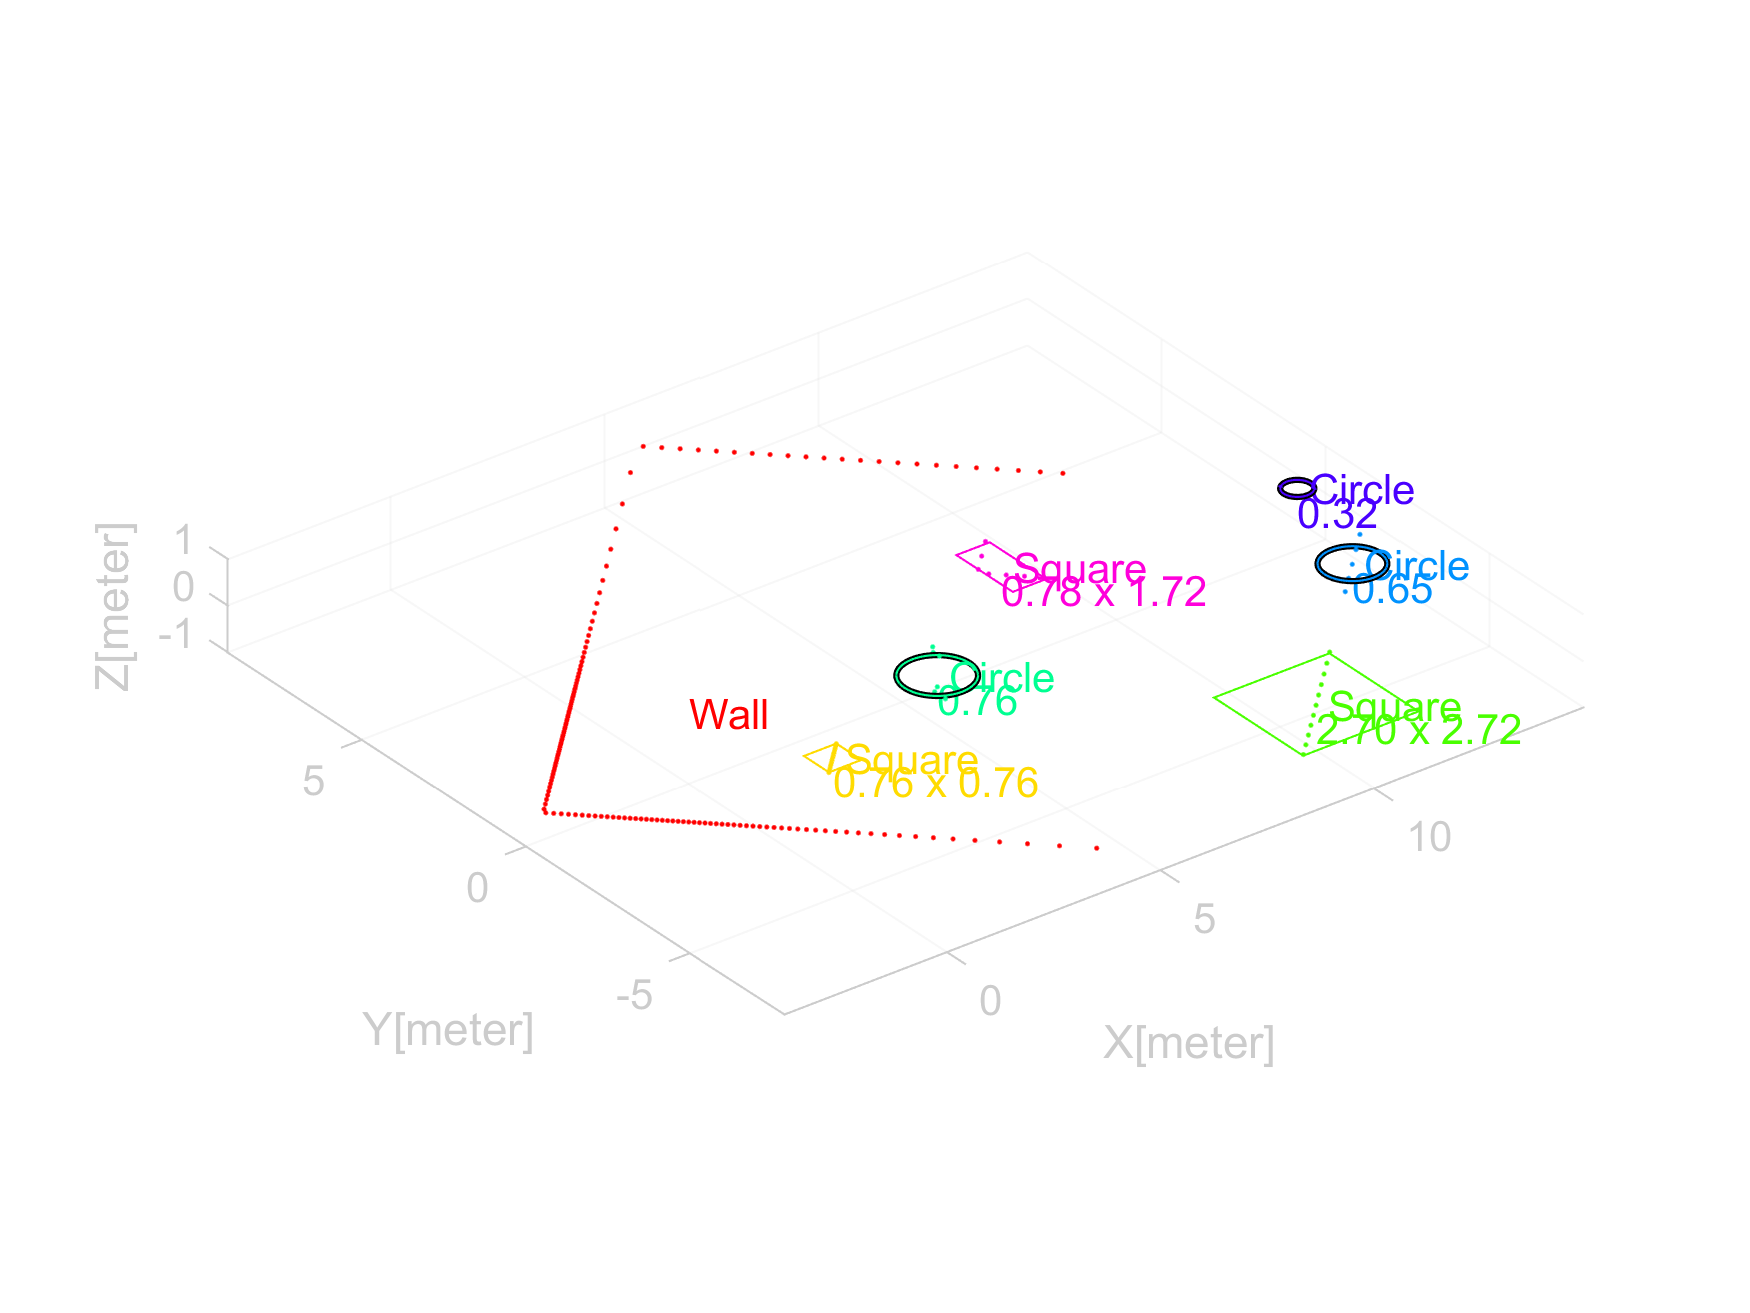 Circle
0.32
Circle
0.65
Square
0.78 x 1.72
Circle
0.76
Wall
Square
2.70 x 2.72
Square
0.76 x 0.76
1
0
-1
Z[meter]
5
0
-5
Y[meter]
0
5
10
X[meter]